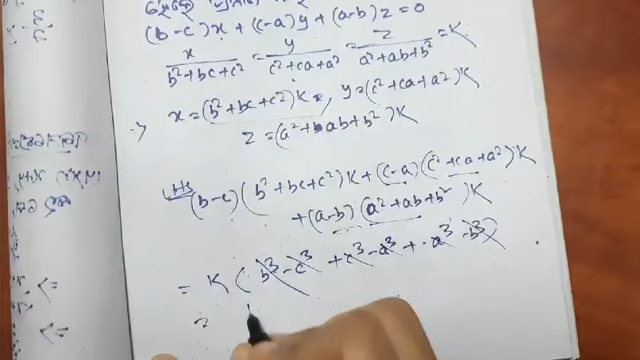 (b-c)x + (c-a)y + (a-b)z = 0
x/(b²+bc+c²) = y/(c²+ca+a²) = z/(a²+ab+b²) = K
x = (b²+bc+c²)K, y = (c²+ca+a²)K
z = (a²+ab+b²)K
LHS (b-c)(b²+bc+c²)K + (c-a)(c²+ca+a²)K
+ (a-b)(a²+ab+b²)K
= K(b³-c³+c³-a³+a³-b³)
=